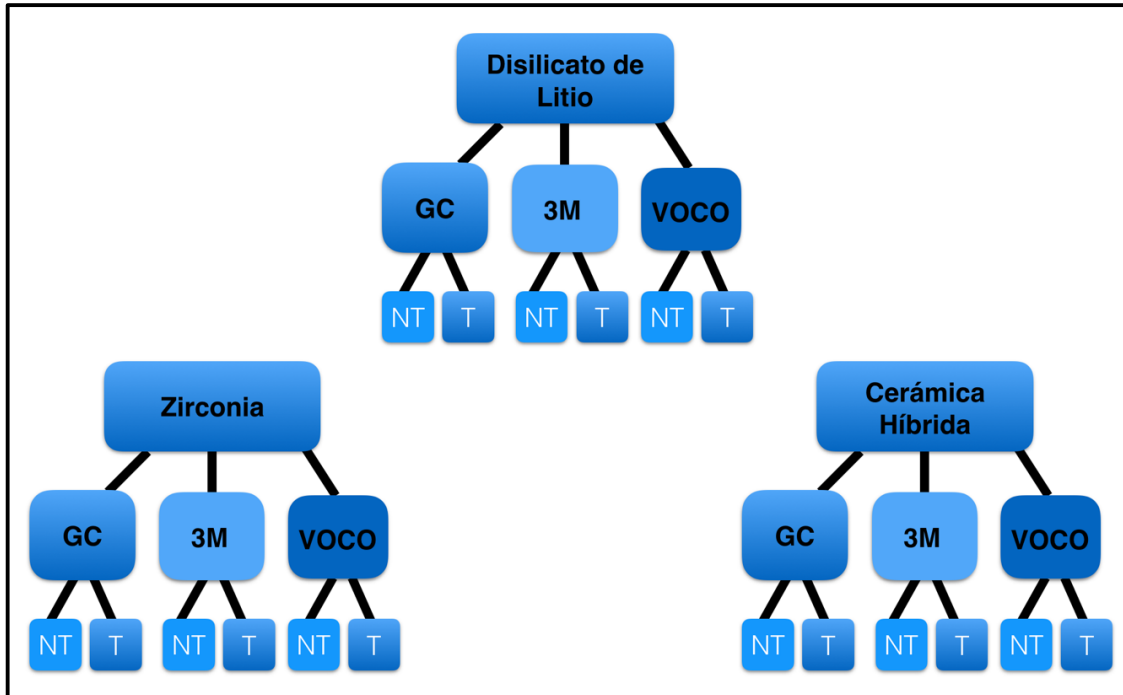 Disilicato de
Litio
GC 3M VOCO
NT T NT T NT T
Zirconia
GC 3M VOCO
NT T NT T NT T
Cerámica
Híbrida
GC 3M VOCO
NT T NT T NT T